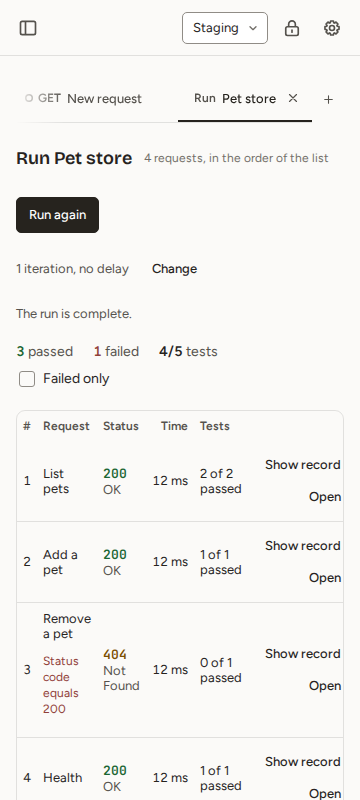 Staging
GET New request
Run Pet store
Run Pet store 4 requests, in the order of the list
Run again
1 iteration, no delay Change
The run is complete.
3 passed 1 failed 4/5 tests
Failed only
# Request Status Time Tests
1 List pets 200 OK 12 ms 2 of 2 passed Show record Open
2 Add a pet 200 OK 12 ms 1 of 1 passed Show record Open
3 Remove a pet Status code equals 200 404 Not Found 12 ms 0 of 1 passed Show record Open
4 Health 200 OK 12 ms 1 of 1 passed Show record Open